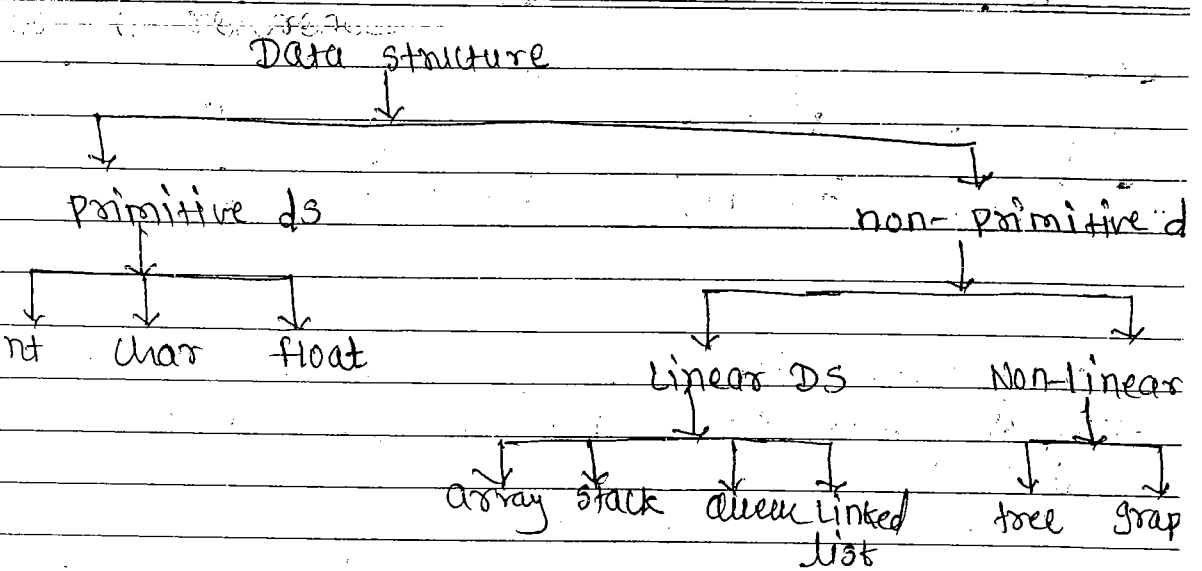 Data structure
primitive ds
non-primitive d
nt char float
Linear DS Non-linear
array stack queue Linked list
tree grap